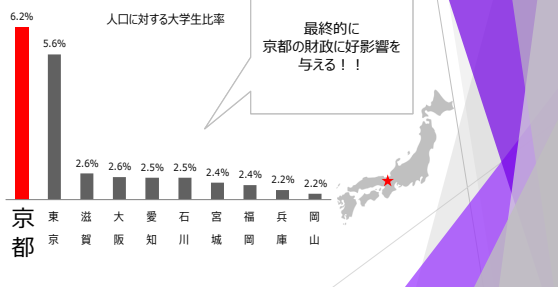 人口に対する大学生比率
最終的に
京都の財政に好影響を
与える！！
6.2%
5.6%
2.6%
2.6%
2.5%
2.5%
2.4%
2.4%
2.2%
2.2%
京都
東京
滋賀
大阪
愛知
石川
宮城
福岡
兵庫
岡山